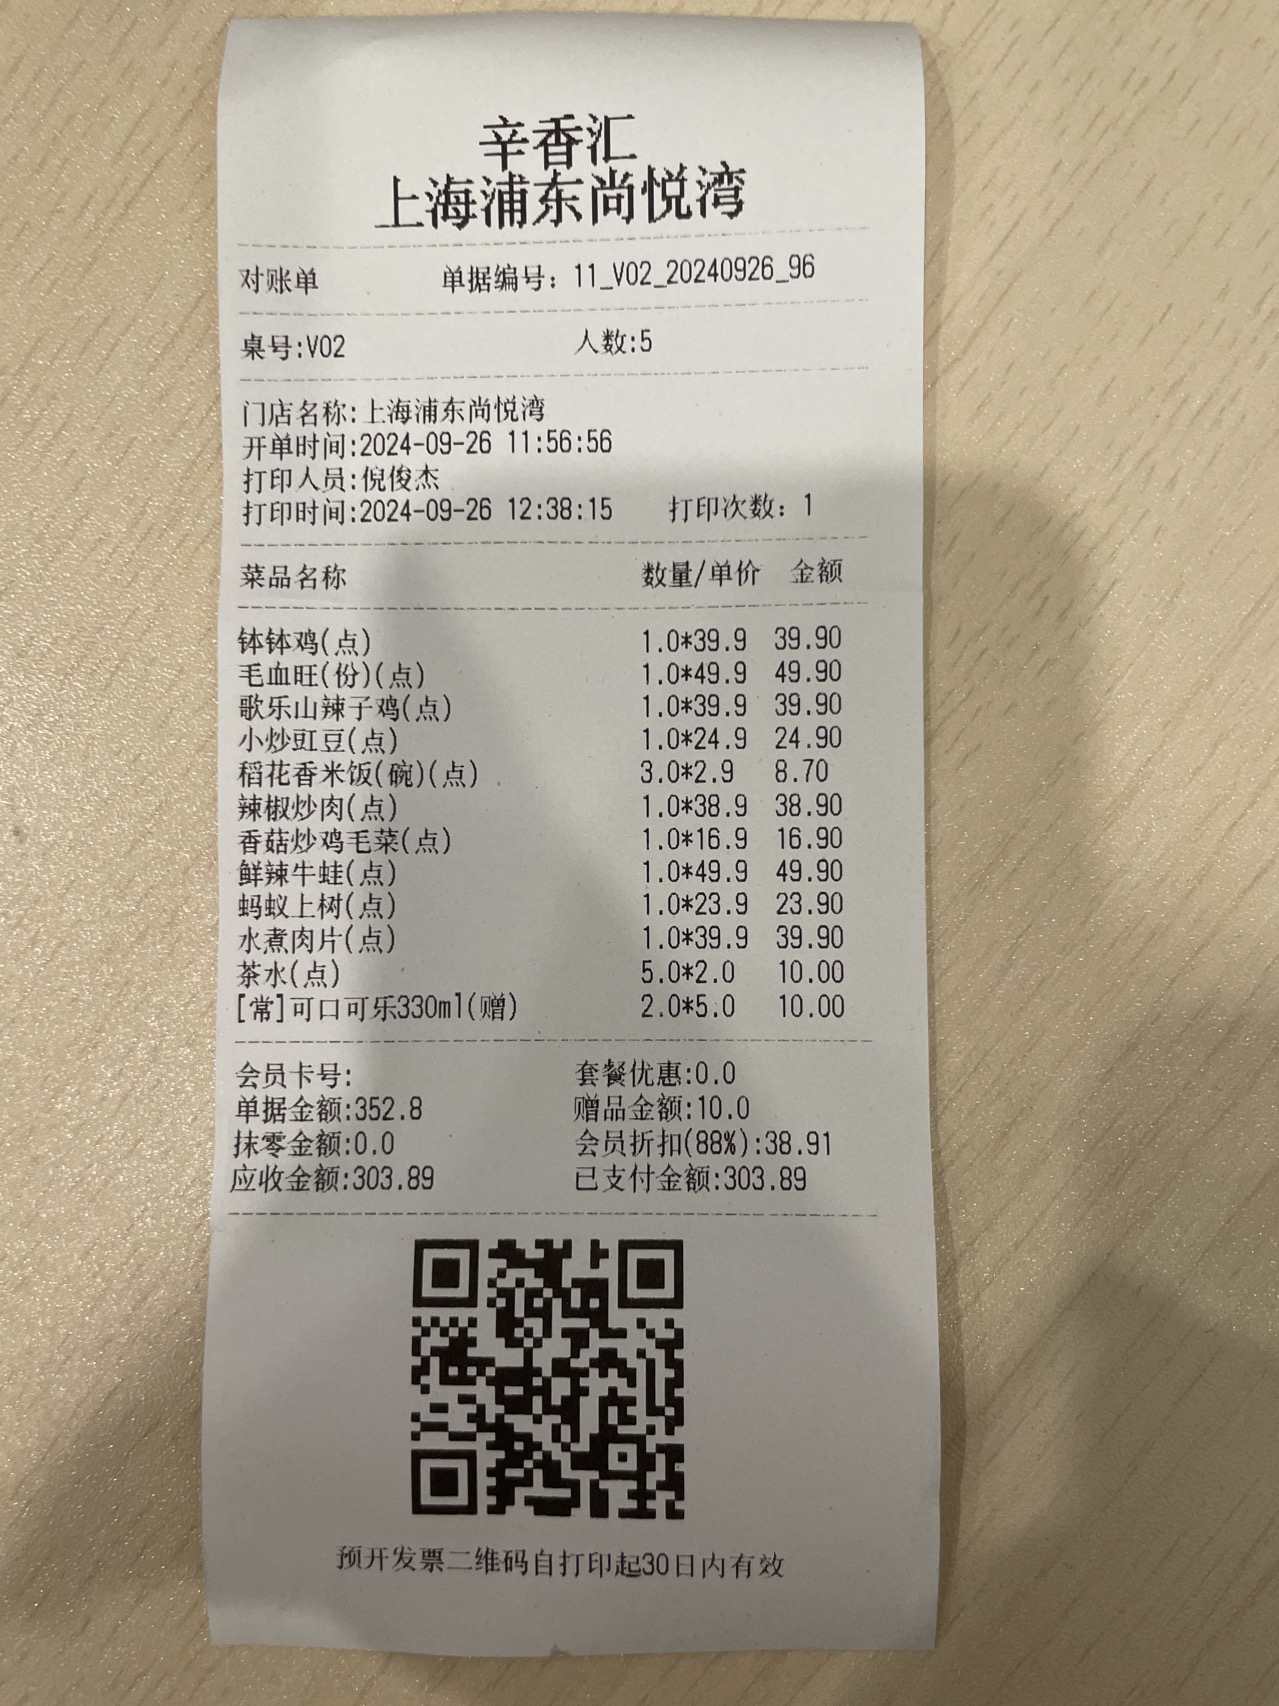 辛香汇
上海浦东尚悦湾
对账单 单据编号: 11_V02_20240926_96
桌号:V02 人数:5
门店名称:上海浦东尚悦湾
开单时间:2024-09-26 11:56:56
打印人员:倪俊杰
打印时间:2024-09-26 12:38:15 打印次数: 1
菜品名称 数量/单价 金额
钵钵鸡(点) 1.0*39.9 39.90
毛血旺(份)(点) 1.0*49.9 49.90
歌乐山辣子鸡(点) 1.0*39.9 39.90
小炒豇豆(点) 1.0*24.9 24.90
稻花香米饭(碗)(点) 3.0*2.9 8.70
辣椒炒肉(点) 1.0*38.9 38.90
香菇炒鸡毛菜(点) 1.0*16.9 16.90
鲜辣牛蛙(点) 1.0*49.9 49.90
蚂蚁上树(点) 1.0*23.9 23.90
水煮肉片(点) 1.0*39.9 39.90
茶水(点) 5.0*2.0 10.00
[常]可口可乐330ml(赠) 2.0*5.0 10.00
会员卡号: 套餐优惠:0.0
单据金额:352.8 赠品金额:10.0
抹零金额:0.0 会员折扣(88%):38.91
应收金额:303.89 已支付金额:303.89
预开发票二维码自打印起30日内有效